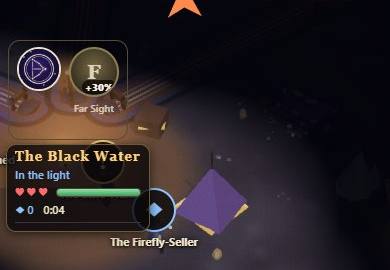 F
+30%
Far Sight
The Black Water
In the light
0 0:04
The Firefly-Seller